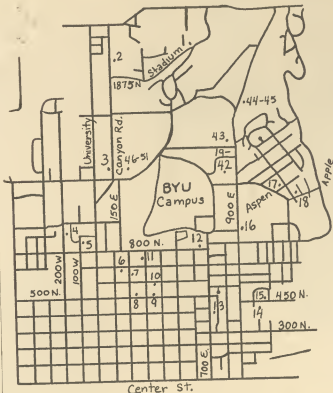 .2
Stadium
1875 N
.44-45
University
Canyon Rd.
43.
19-
42
3
.46-51
BYU
Campus
150 E
900 E
Aspen
17.
.18
Apple
.16
.4
.5
800 N.
12.
200 W
100 W
6
.11
.7
10
500 N.
8
9
13
15.
450 N.
14
300 N.
700 E.
Center St.